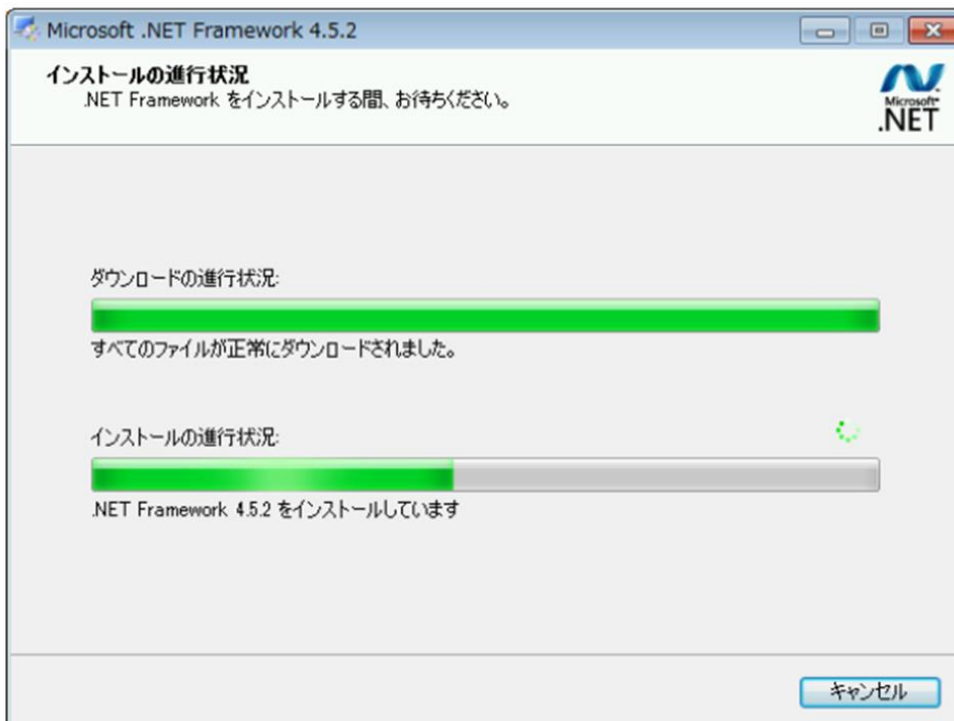 Microsoft .NET Framework 4.5.2
インストールの進行状況
.NET Framework をインストールする間、お待ちください。
Microsoft®
.NET
ダウンロードの進行状況:
すべてのファイルが正常にダウンロードされました。
インストールの進行状況:
.NET Framework 4.5.2 をインストールしています
キャンセル